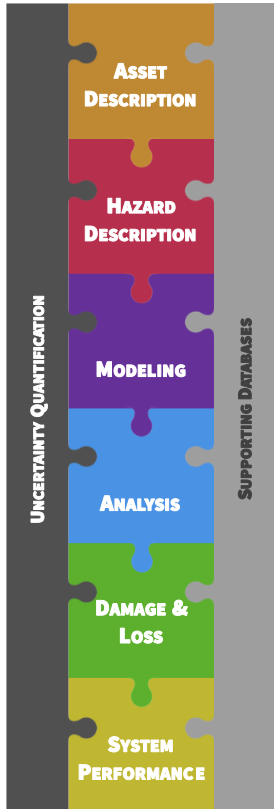 Asset
Description
Hazard
Description
Modeling
Analysis
Damage &
Loss
System
Performance
Uncertainty Quantification
Supporting Databases